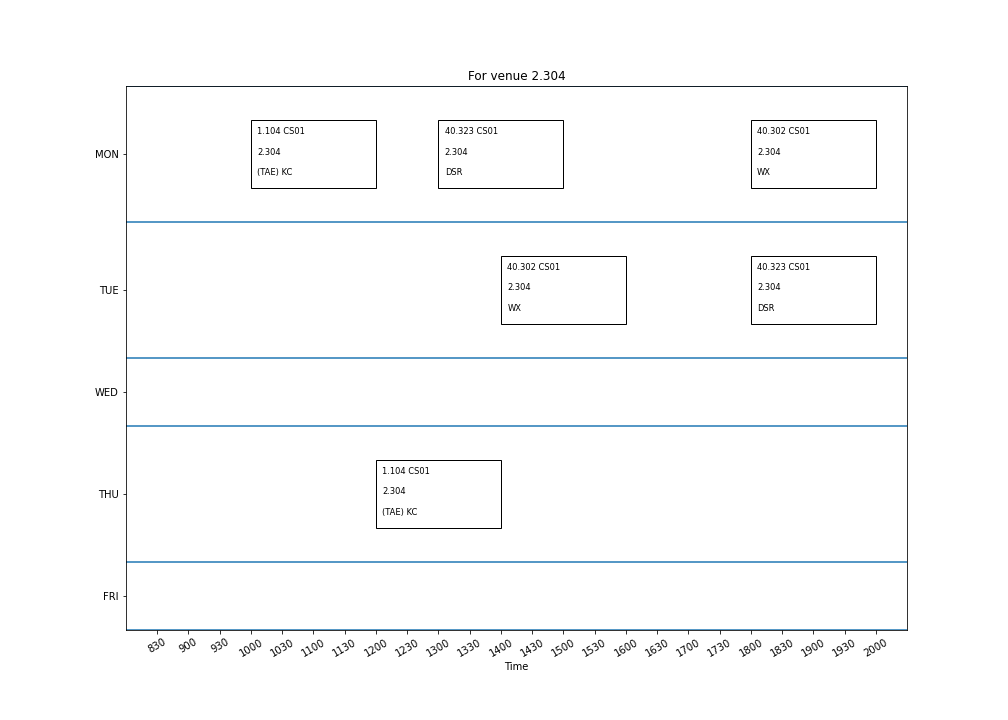 For venue 2.304
MON
1.104 CS01
2.304
(TAE) KC
40.323 CS01
2.304
DSR
40.302 CS01
2.304
WX
TUE
40.302 CS01
2.304
WX
40.323 CS01
2.304
DSR
WED
THU
1.104 CS01
2.304
(TAE) KC
FRI
830 900 930 1000 1030 1100 1130 1200 1230 1300 1330 1400 1430 1500 1530 1600 1630 1700 1730 1800 1830 1900 1930 2000
Time